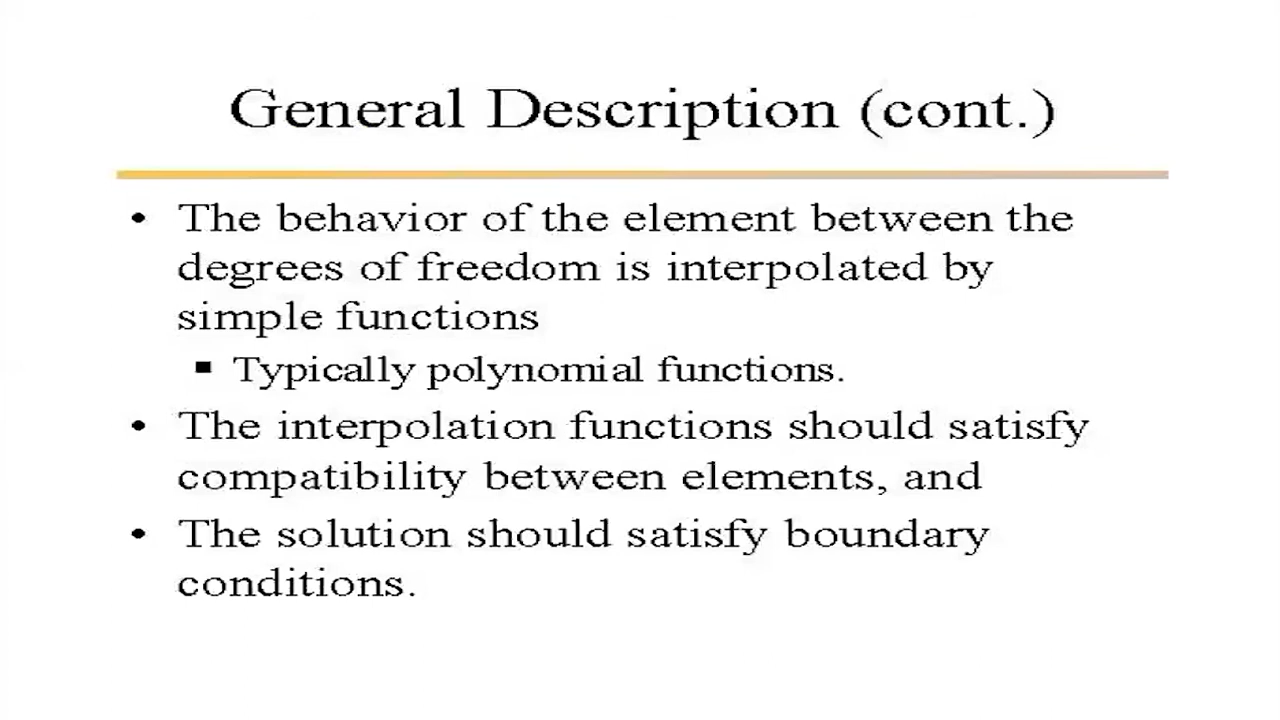 General Description (cont.)
• The behavior of the element between the
degrees of freedom is interpolated by
simple functions
▪ Typically polynomial functions.
• The interpolation functions should satisfy
compatibility between elements, and
• The solution should satisfy boundary
conditions.